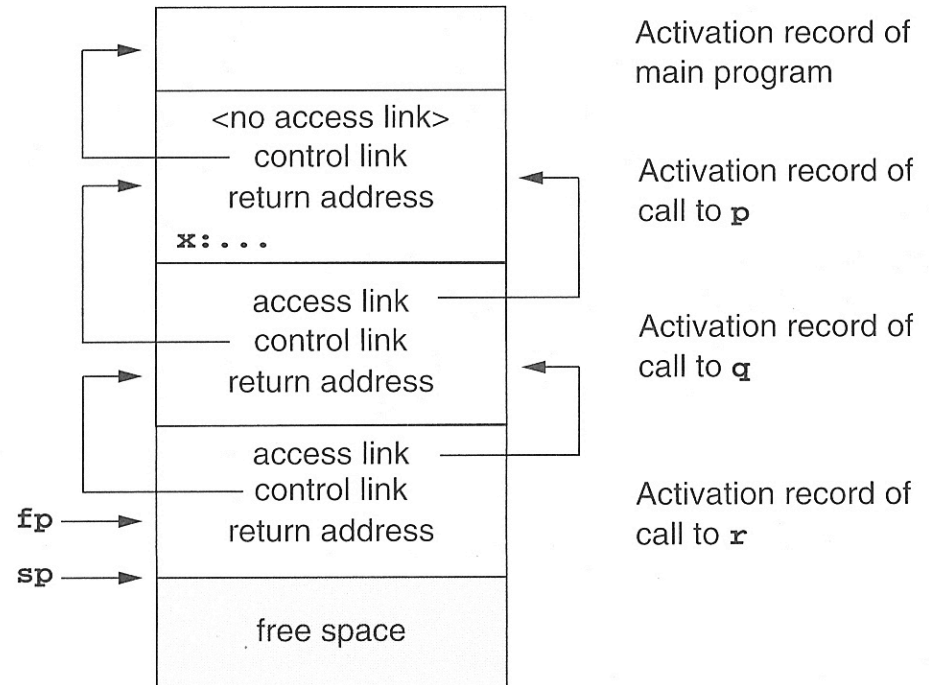 Activation record of
main program
<no access link>
control link
return address
x:...
Activation record of
call to p
access link
control link
return address
Activation record of
call to q
access link
control link
return address
Activation record of
call to r
fp
sp
free space